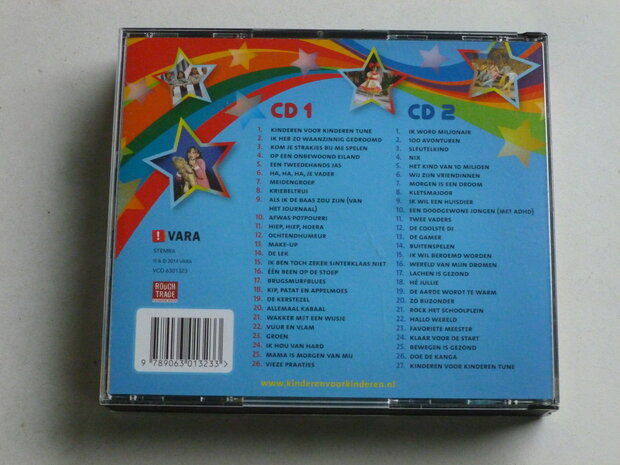 CD 1
1. KINDEREN VOOR KINDEREN TUNE
2. IK HEB ZO WAANZINNIG GEDROOMD
3. KOM JE STRAKJES BIJ ME SPELEN
4. OP EEN ONBEWOOND EILAND
5. EEN TWEEDEHANDS JAS
6. HA, HA, HA, JE VADER
7. MEIDENGROEP
8. KRIEBELTRUI
9. ALS IK DE BAAS ZOU ZIJN (VAN
HET JOURNAAL)
10. AFWAS POTPOURRI
11. HIEP, HIEP, HOERA
12. OCHTENDHUMEUR
13. MAKE-UP
14. DE LEK
15. IK BEN TOCH ZEKER SINTERKLAAS NIET
16. ÉÉN BEEN OP DE STOEP
17. BRUGSMURFBLUES
18. KIP, PATAT EN APPELMOES
19. DE KERSTEZEL
20. ALLEMAAL KABAAL
21. WAKKER MET EEN WIJSJE
22. VUUR EN VLAM
23. GROEN
24. IK HOU VAN HARD
25. MAMA IS MORGEN VAN MIJ
26. VIEZE PRAATJES
CD 2
1. IK WORD MILJONAIR
2. 100 AVONTUREN
3. SLEUTELKIND
4. NIX
5. HET KIND VAN 10 MILJOEN
6. WIJ ZIJN VRIENDINNEN
7. MORGEN IS EEN DROOM
8. KLETSMAJOOR
9. IK WIL EEN HUISDIER
10. EEN DOODGEWONE JONGEN (MET ADHD)
11. TWEE VADERS
12. DE COOLSTE DJ
13. DE GAMER
14. BUITENSPELEN
15. IK WIL BEROEMD WORDEN
16. WERELD VAN MIJN DROMEN
17. LACHEN IS GEZOND
18. HÉ JULLIE
19. DE AARDE WORDT TE WARM
20. ZO BIJZONDER
21. ROCK HET SCHOOLPLEIN
22. HALLO WERELD
23. FAVORIETE MEESTER
24. KLAAR VOOR DE START
25. BEWEGEN IS GEZOND
26. DOE DE KANGA
27. KINDEREN VOOR KINDEREN TUNE
! VARA
STEMRA
℗ & © 2014 VARA
VCD 6301323
ROUGH
TRADE
9 789063 013233 >
www.kinderenvoorkinderen.nl